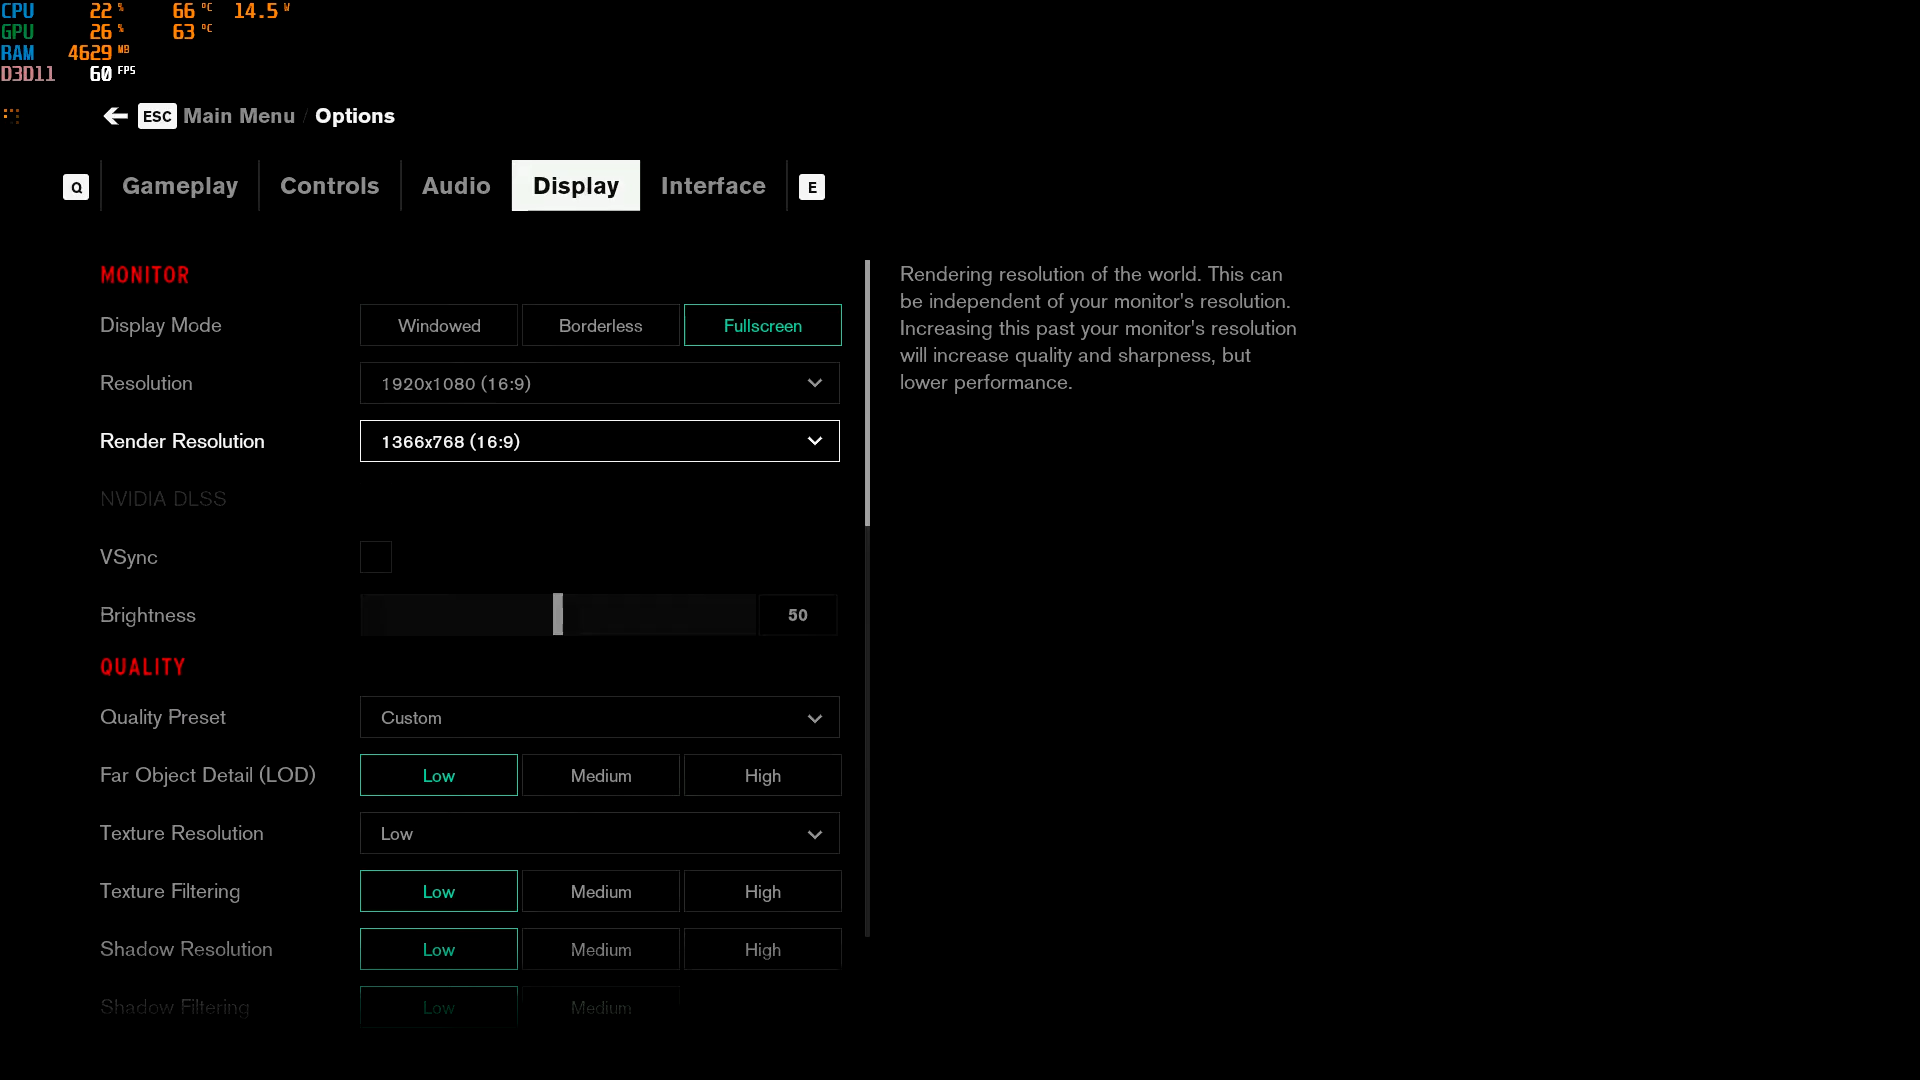 CPU 22 % 66 °C 14.5 W
GPU 26 % 63 °C
RAM 4629 MB
D3D11 60 FPS
ESC Main Menu / Options
Q Gameplay Controls Audio Display Interface E
MONITOR
Display Mode Windowed Borderless Fullscreen
Resolution 1920x1080 (16:9)
Render Resolution 1366x768 (16:9)
NVIDIA DLSS
VSync
Brightness 50
QUALITY
Quality Preset Custom
Far Object Detail (LOD) Low Medium High
Texture Resolution Low
Texture Filtering Low Medium High
Shadow Resolution Low Medium High
Shadow Filtering Low Medium
Rendering resolution of the world. This can
be independent of your monitor's resolution.
Increasing this past your monitor's resolution
will increase quality and sharpness, but
lower performance.